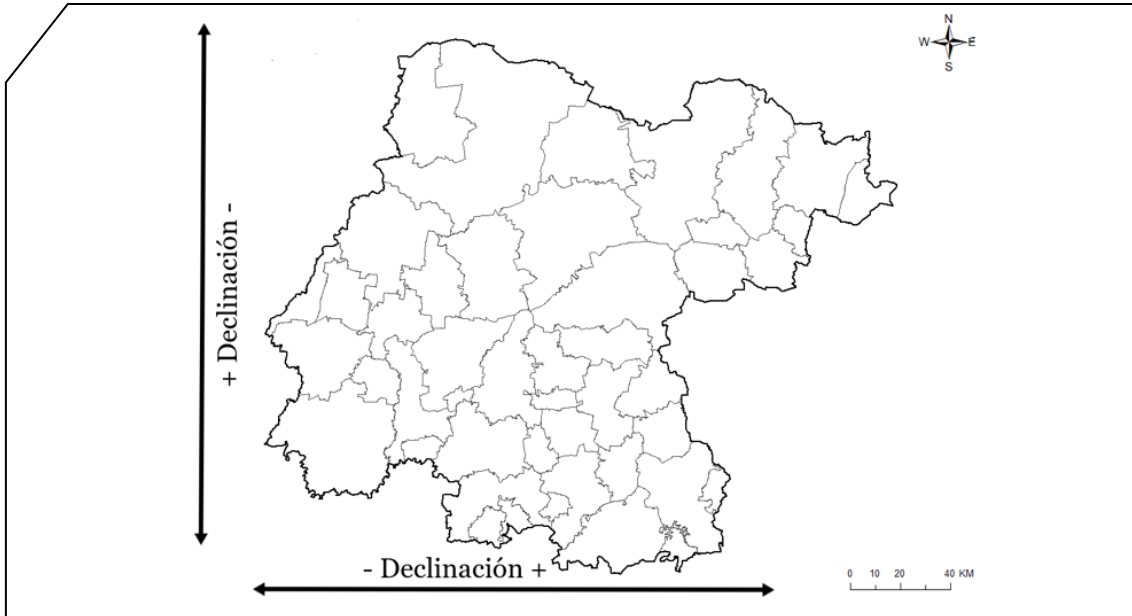 N
W E
S
+ Declinación -
- Declinación +
0 10 20 40 KM